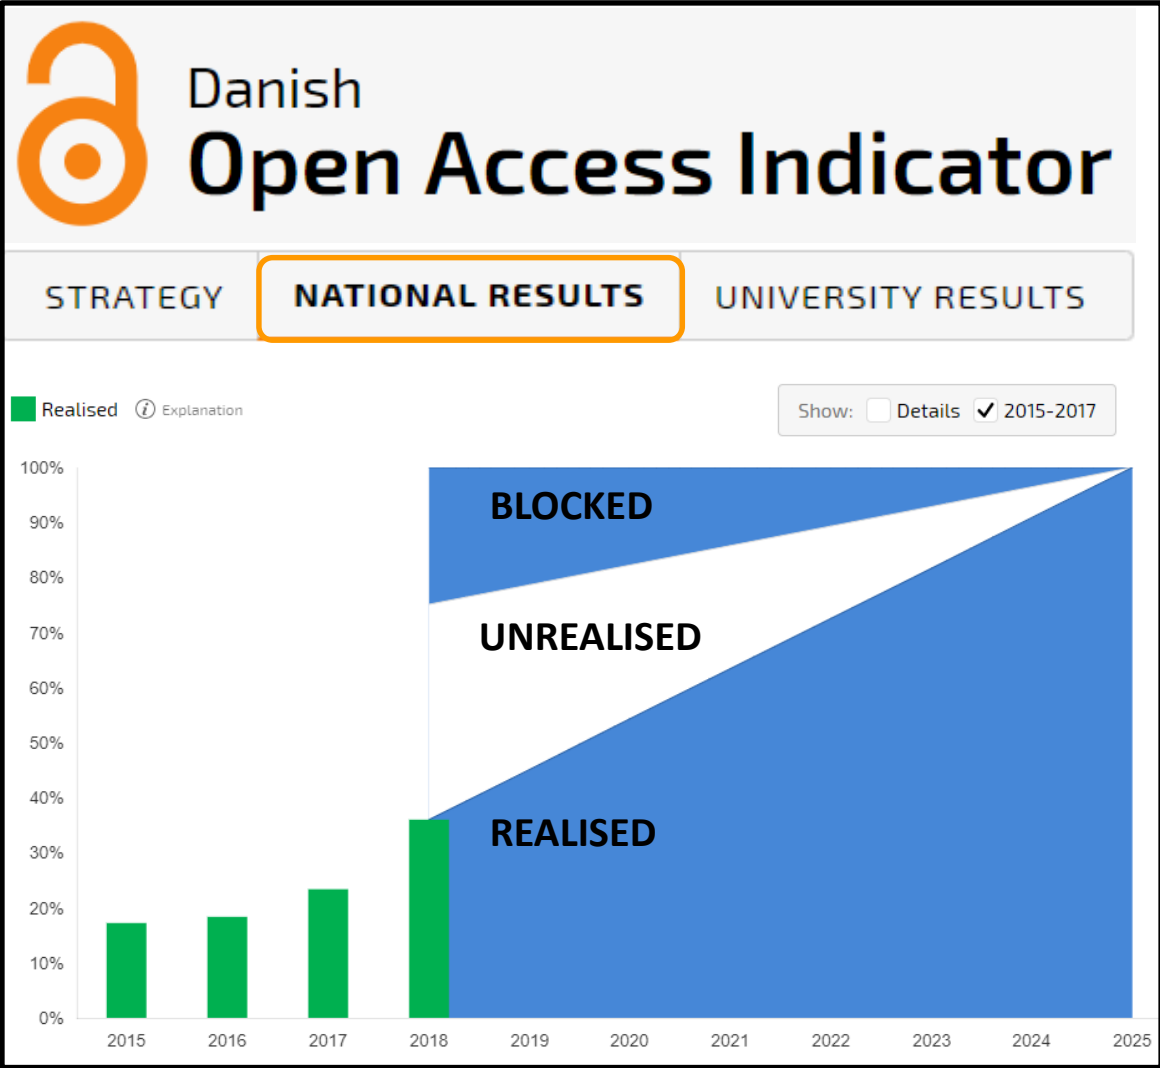 Danish
Open Access Indicator
STRATEGY NATIONAL RESULTS UNIVERSITY RESULTS
Realised i Explanation Show: Details 2015-2017
100%
BLOCKED
90%
80%
70%
UNREALISED
60%
50%
40%
REALISED
30%
20%
10%
0%
2015 2016 2017 2018 2019 2020 2021 2022 2023 2024 2025